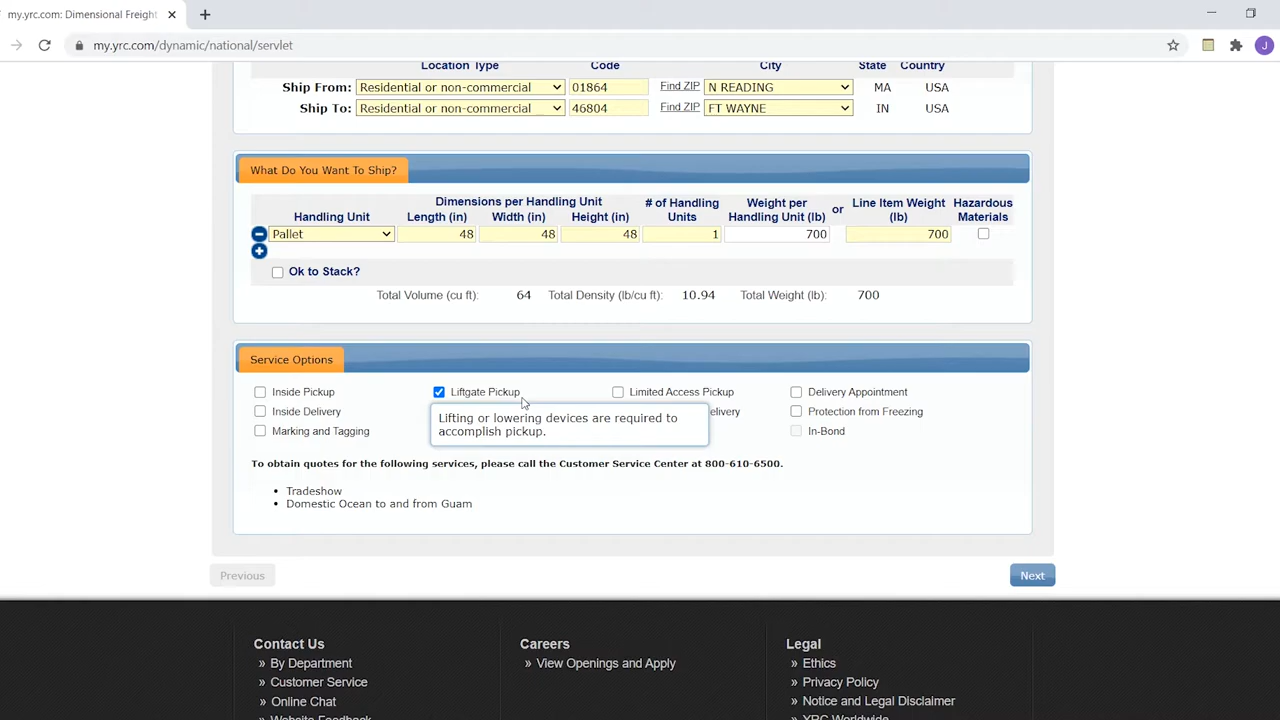 my.yrc.com: Dimensional Freight
my.yrc.com/dynamic/national/servlet
J
Location Type Code City State Country
Ship From: Residential or non-commercial 01864 Find ZIP N READING MA USA
Ship To: Residential or non-commercial 46804 Find ZIP FT WAYNE IN USA
What Do You Want To Ship?
Dimensions per Handling Unit # of Handling Weight per or Line Item Weight Hazardous
Handling Unit Length (in) Width (in) Height (in) Units Handling Unit (lb) (lb) Materials
Pallet 48 48 48 1 700 700
Ok to Stack?
Total Volume (cu ft): 64 Total Density (lb/cu ft): 10.94 Total Weight (lb): 700
Service Options
Inside Pickup Liftgate Pickup Limited Access Pickup Delivery Appointment
Inside Delivery elivery Protection from Freezing
Lifting or lowering devices are required to
accomplish pickup.
Marking and Tagging In-Bond
To obtain quotes for the following services, please call the Customer Service Center at 800-610-6500.
• Tradeshow
• Domestic Ocean to and from Guam
Previous Next
Contact Us Careers Legal
» By Department » View Openings and Apply » Ethics
» Customer Service » Privacy Policy
» Online Chat » Notice and Legal Disclaimer
» Website Feedback » YRC Worldwide